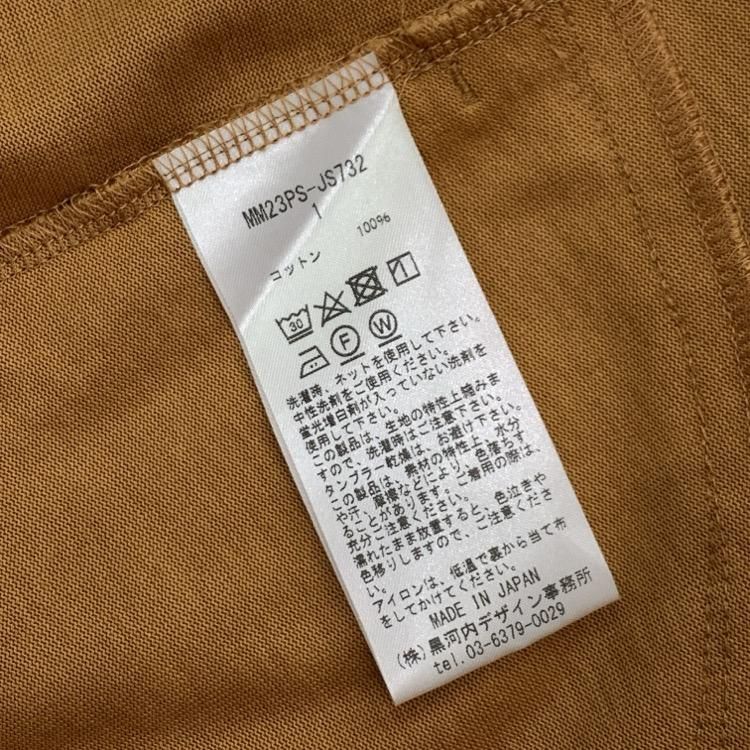 MM23PS-JS732
1
コットン 100%
30
F W
洗濯時、ネットを使用して下さい。
中性洗剤をご使用ください。
蛍光増白剤が入っていない洗剤を
使用して下さい。
この製品は、生地の特性上縮みま
すので、洗濯時はご注意下さい。
タンブラー乾燥は、お避け下さい。
この製品は、素材の特性上、水分
や汗、摩擦などにより、色落ちす
ることがあります。ご着用の際は、
充分ご注意ください。
濡れたまま放置すると、色泣きや
色移りしますので、ご注意くださ
い。
アイロンは、低温で裏から当て布
をしてかけてください。
MADE IN JAPAN
(株)黒河内デザイン事務所
tel. 03-6379-0029